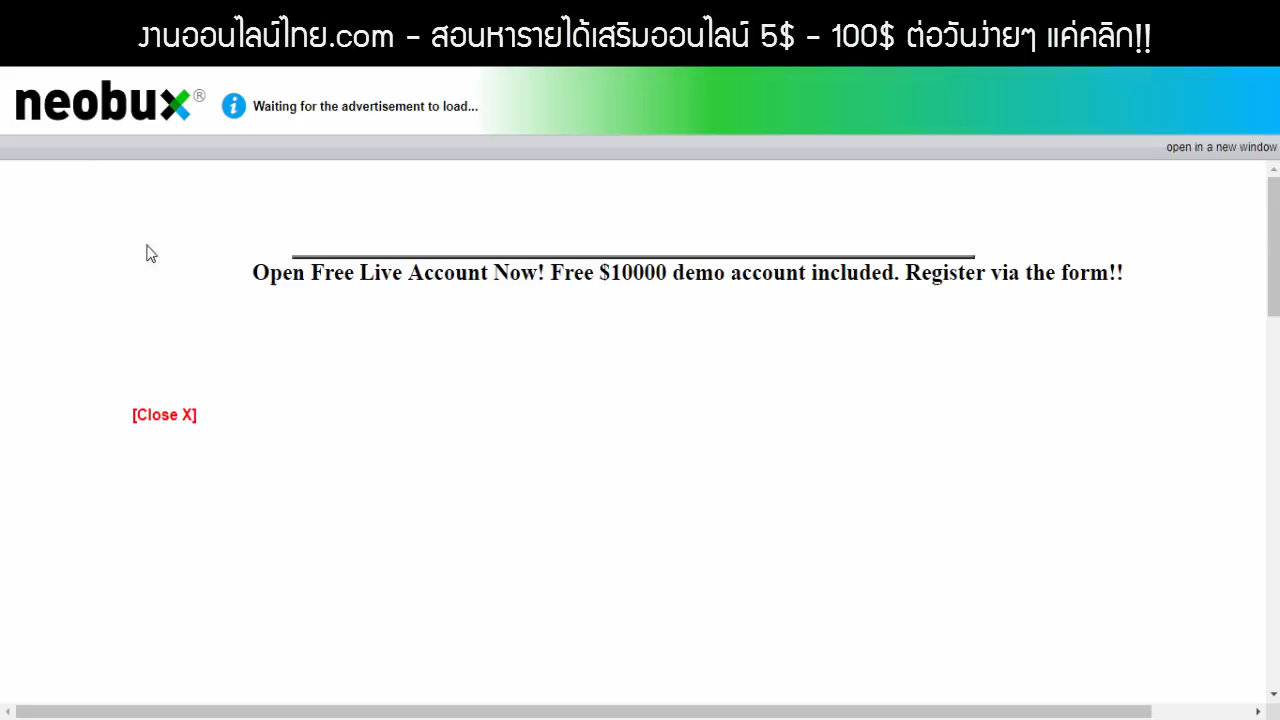 งานออนไลน์ไทย.com - สอนหารายได้เสริมออนไลน์ 5$ - 100$ ต่อวันง่ายๆ แค่คลิก!!
neobux® i Waiting for the advertisement to load...
open in a new window
Open Free Live Account Now! Free $10000 demo account included. Register via the form!!
[Close X]